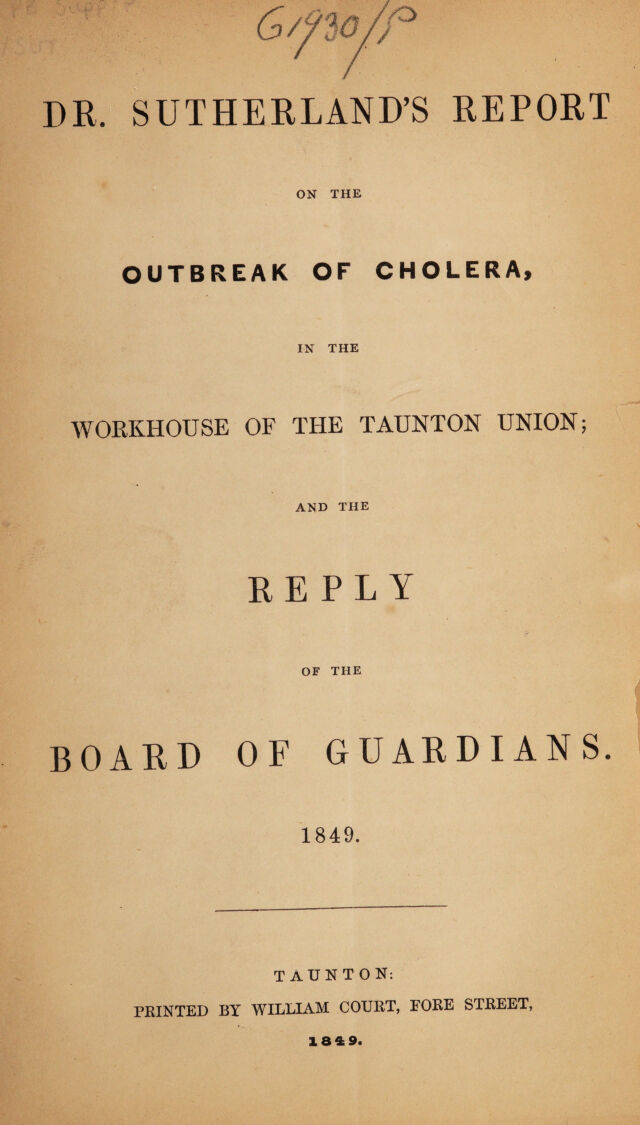 G1930/P
DR. SUTHERLAND'S REPORT
ON THE
OUTBREAK OF CHOLERA,
IN THE
WORKHOUSE OF THE TAUNTON UNION;
AND THE
REPLY
OF THE
BOARD OF GUARDIANS.
1849.
TAUNTON:
PRINTED BY WILLIAM COURT, FORE STREET,
1849.